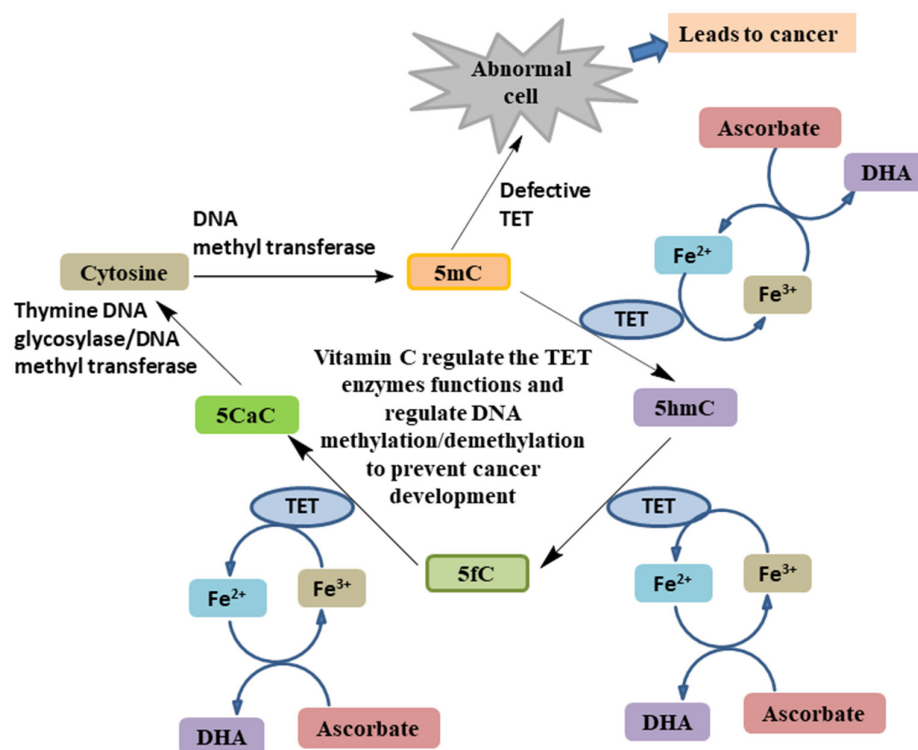 Leads to cancer
Abnormal
cell
Ascorbate
DHA
Defective
TET
DNA
methyl transferase
Fe²⁺
Cytosine
5mC
Fe³⁺
TET
Thymine DNA
glycosylase/DNA
methyl transferase
Vitamin C regulate the TET
enzymes functions and
regulate DNA
methylation/demethylation
to prevent cancer
development
5CaC
5hmC
TET
TET
5fC
Fe²⁺
Fe³⁺
Fe²⁺
Fe³⁺
DHA
Ascorbate
DHA
Ascorbate